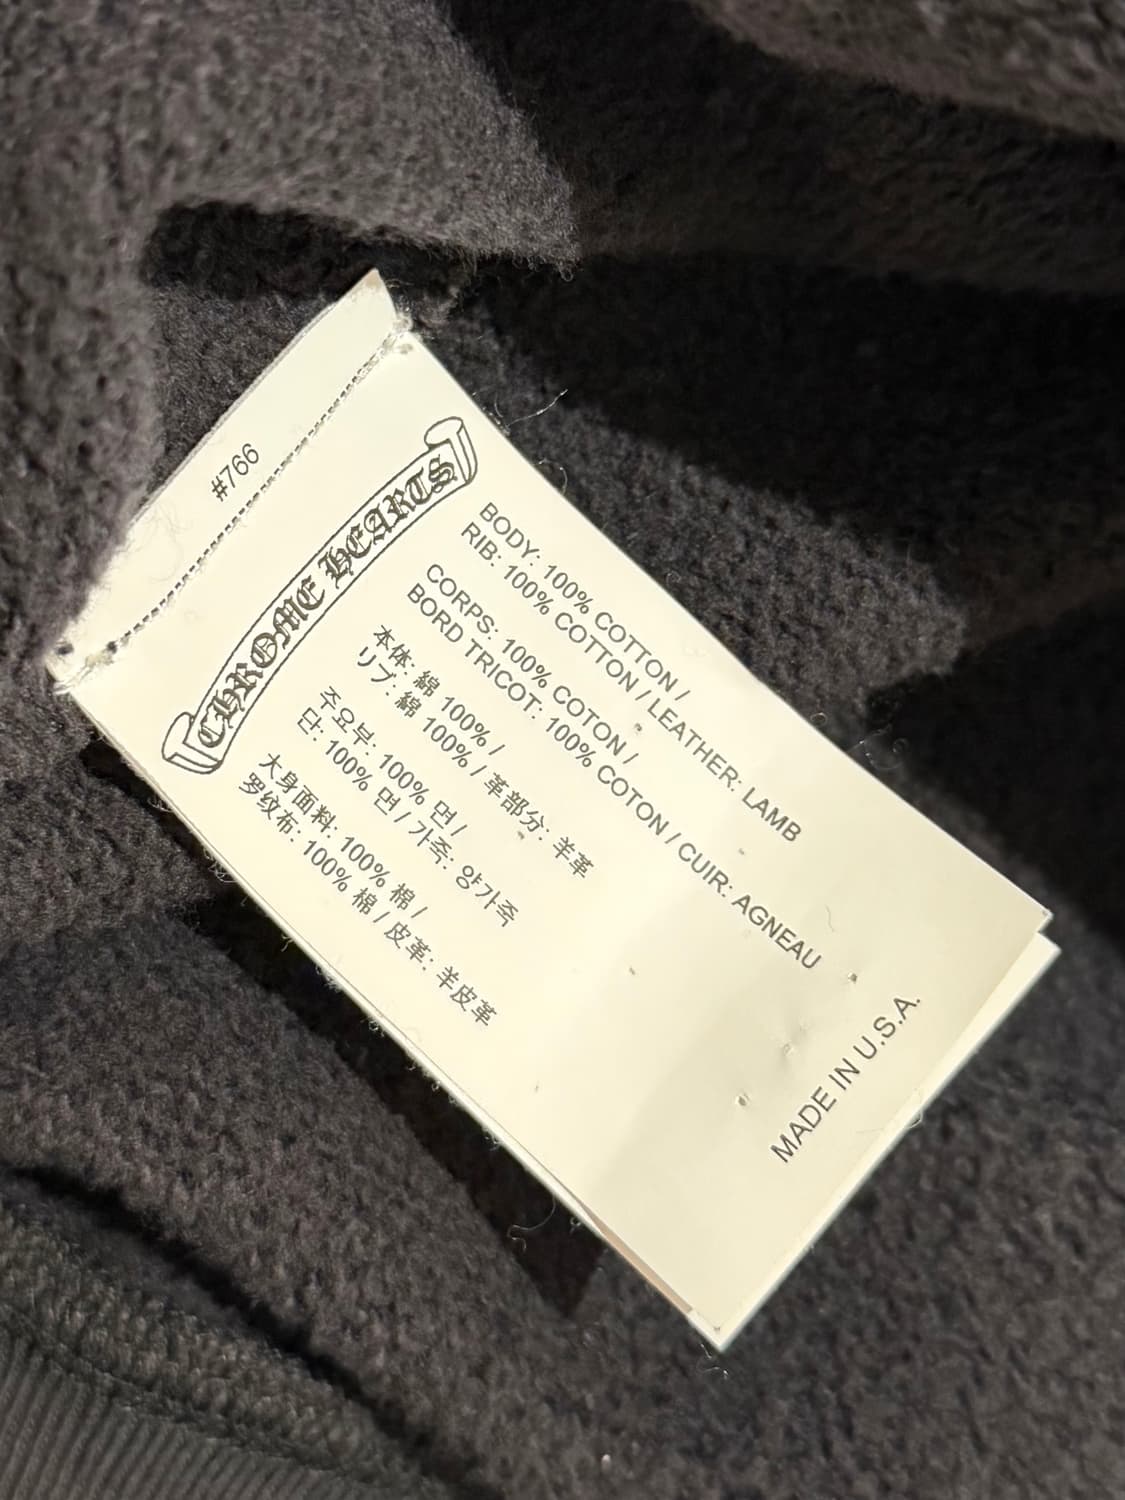 #766
CHROME HEARTS
BODY: 100% COTTON /
RIB: 100% COTTON / LEATHER: LAMB
CORPS: 100% COTON /
BORD TRICOT: 100% COTON / CUIR: AGNEAU
本体: 綿 100% /
リブ: 綿 100% / 革部分: 羊革
주요부: 100% 면 /
단: 100% 면 / 가죽: 양가죽
大身面料: 100% 棉 /
罗纹布: 100% 棉 / 皮革: 羊皮革
MADE IN U.S.A.